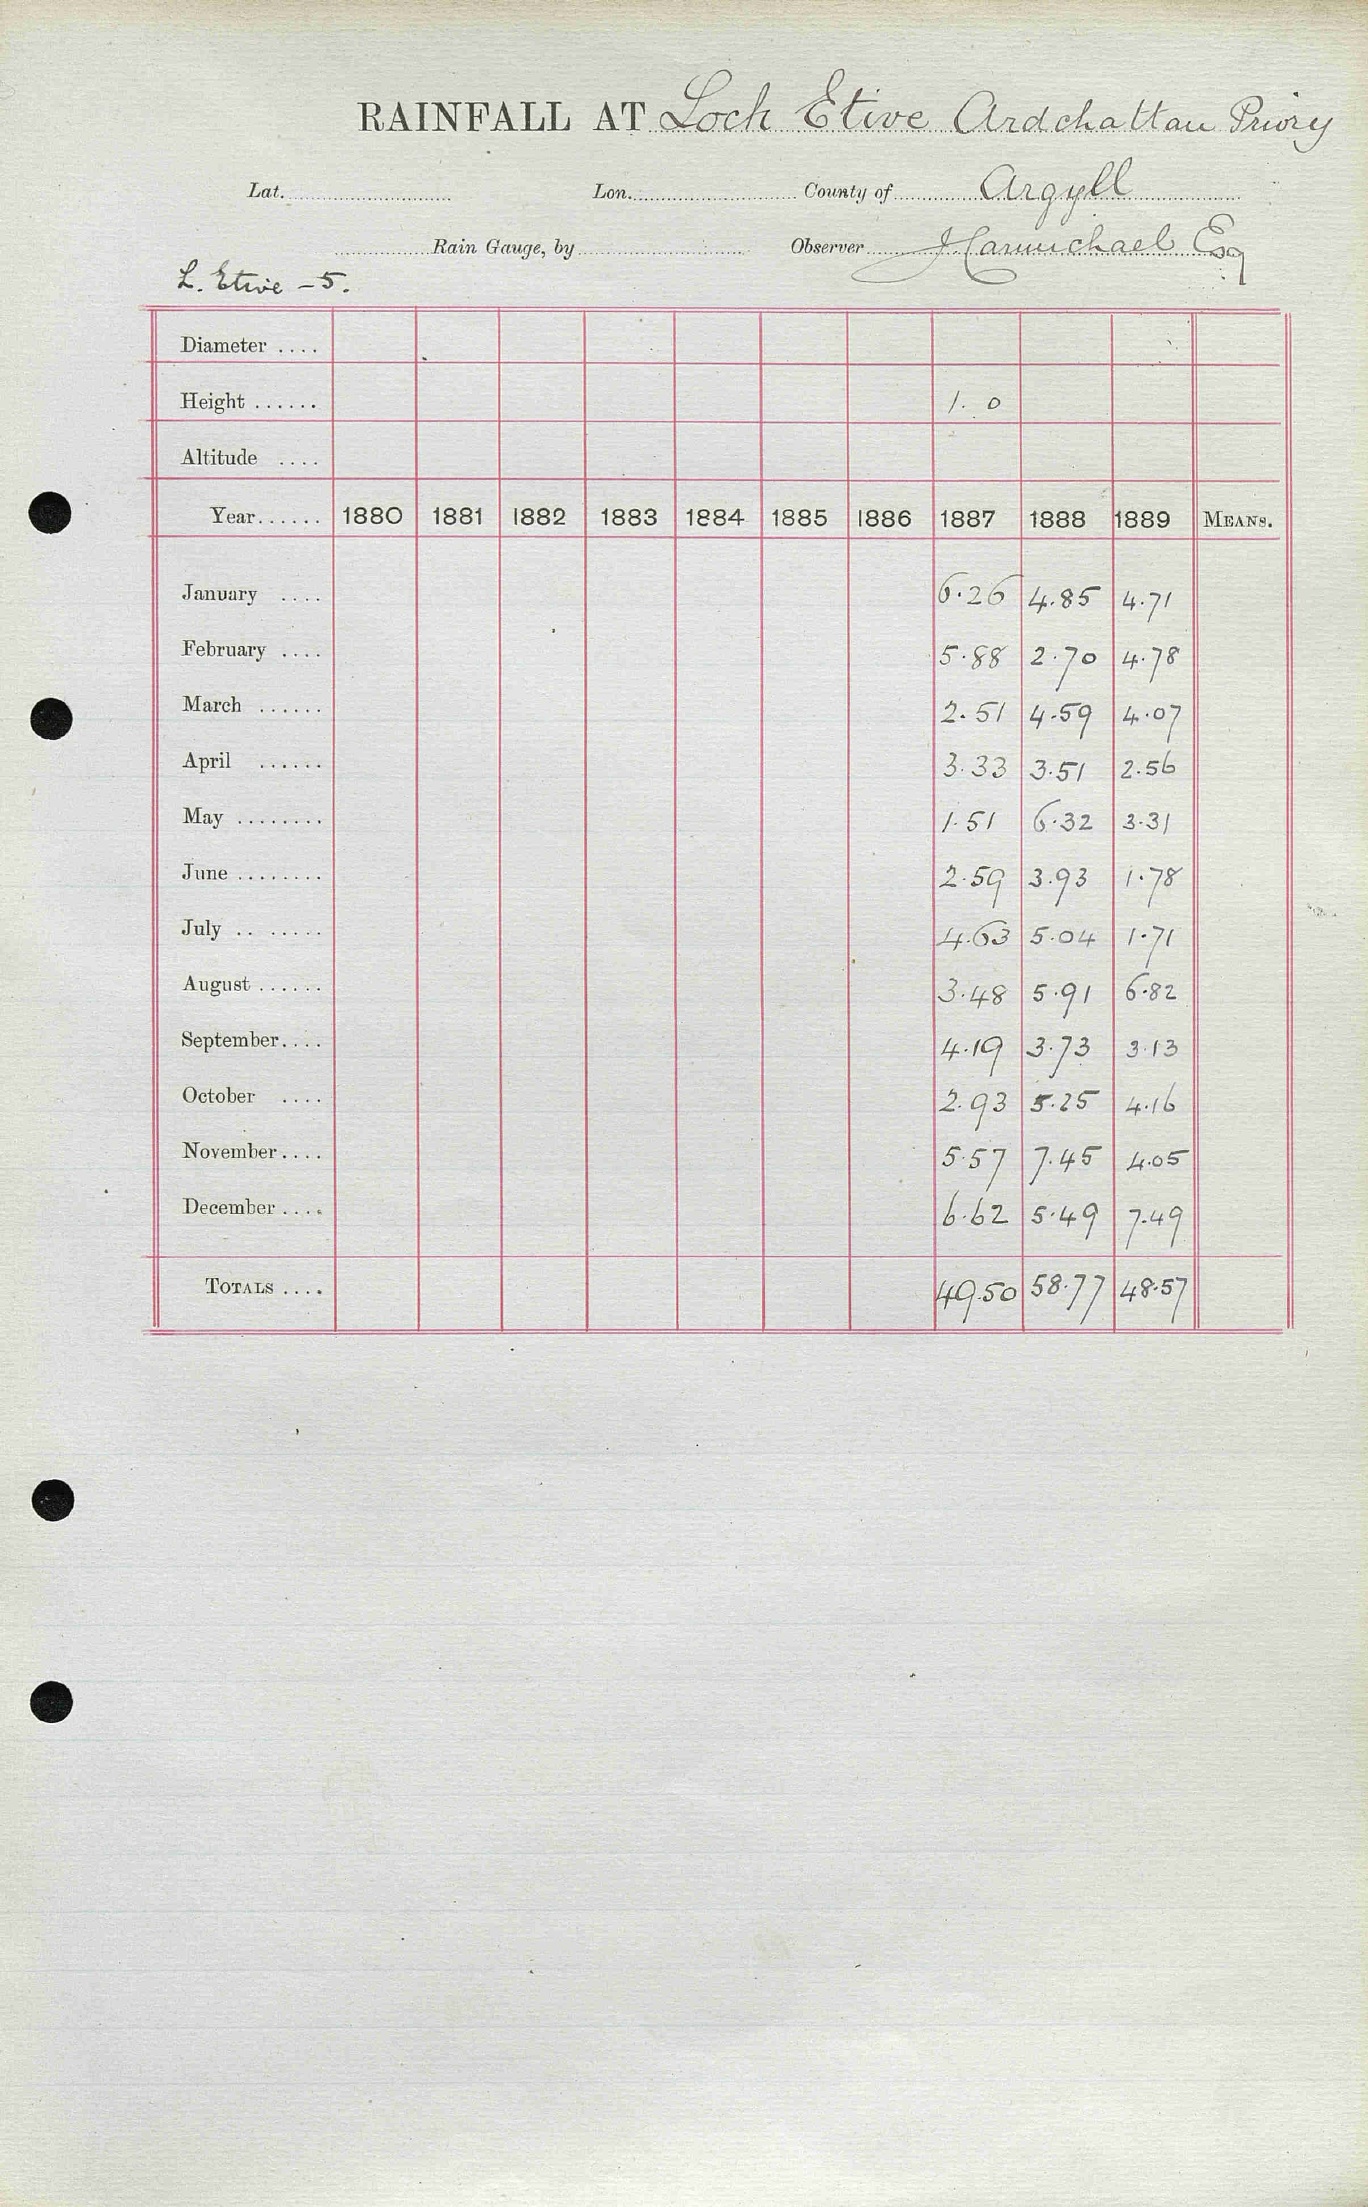 RAINFALL AT Loch Etive Ardchattan Priory
Lat. Lon. County of Argyll
Rain Gauge, by Observer J Carmichael Esq
L. Etive - 5.
Diameter ....
Height ...... 1. 0
Altitude ....
Year...... 1880 1881 1882 1883 1884 1885 1886 1887 1888 1889 MEANS.
January .... 6.26 4.85 4.71
February .... 5.88 2.70 4.78
March ...... 2.51 4.59 4.07
April ...... 3.33 3.51 2.56
May ........ 1.51 6.32 3.31
June ........ 2.59 3.93 1.78
July .. ...... 4.63 5.04 1.71
August ...... 3.48 5.91 6.82
September.... 4.19 3.73 3.13
October .... 2.93 5.25 4.16
November.... 5.57 7.45 4.05
December .... 6.62 5.49 7.49
TOTALS .... 49.50 58.77 48.57